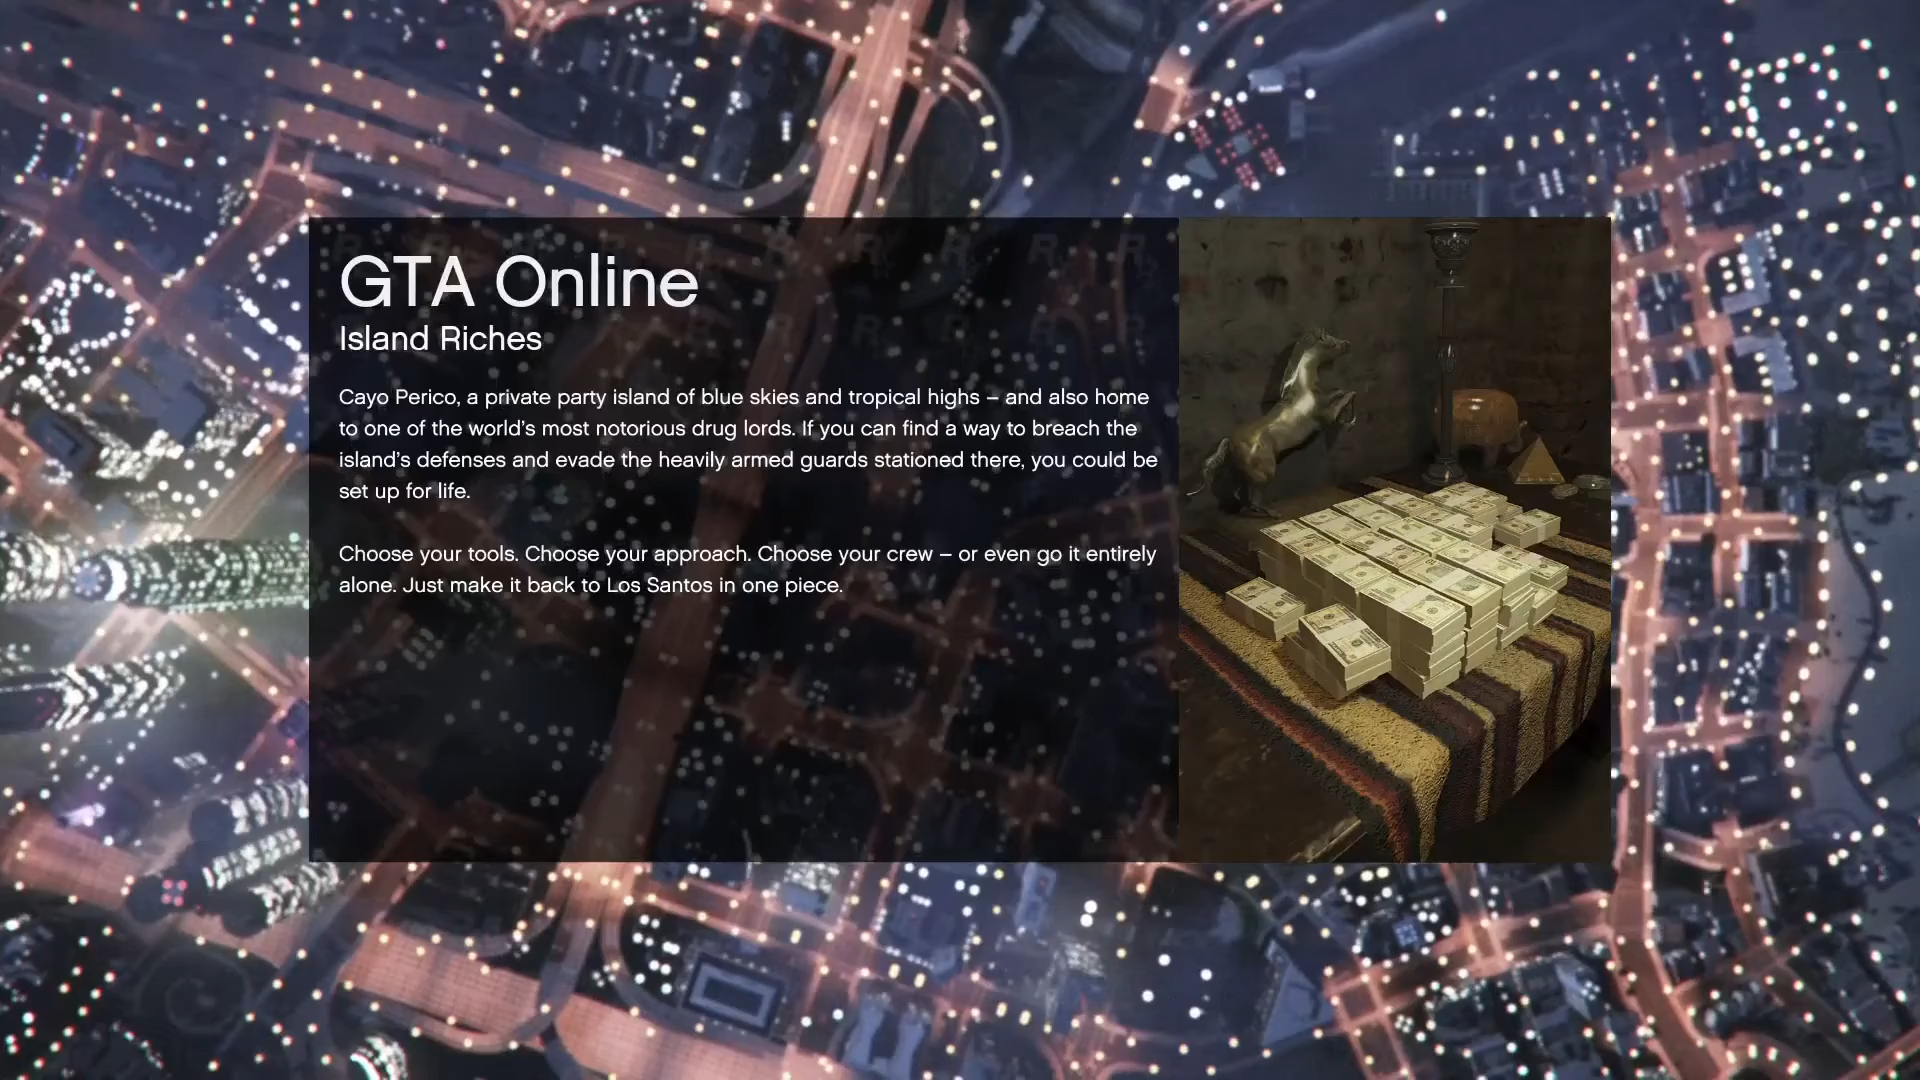 GTA Online
Island Riches
Cayo Perico, a private party island of blue skies and tropical highs – and also home
to one of the world’s most notorious drug lords. If you can find a way to breach the
island’s defenses and evade the heavily armed guards stationed there, you could be
set up for life.
Choose your tools. Choose your approach. Choose your crew – or even go it entirely
alone. Just make it back to Los Santos in one piece.